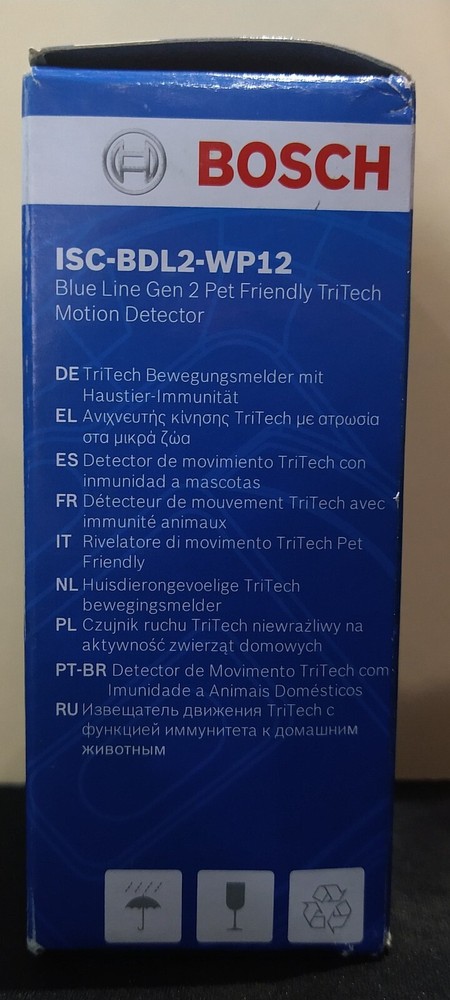 BOSCH
ISC-BDL2-WP12
Blue Line Gen 2 Pet Friendly TriTech
Motion Detector
DE TriTech Bewegungsmelder mit
Haustier-Immunität
EL Ανιχνευτής κίνησης TriTech με ατρωσία
στα μικρά ζώα
ES Detector de movimiento TriTech con
inmunidad a mascotas
FR Détecteur de mouvement TriTech avec
immunité animaux
IT Rivelatore di movimento TriTech Pet
Friendly
NL Huisdierongevoelige TriTech
bewegingsmelder
PL Czujnik ruchu TriTech niewrażliwy na
aktywność zwierząt domowych
PT-BR Detector de Movimento TriTech com
Imunidade a Animais Domésticos
RU Извещатель движения TriTech с
функцией иммунитета к домашним
животным